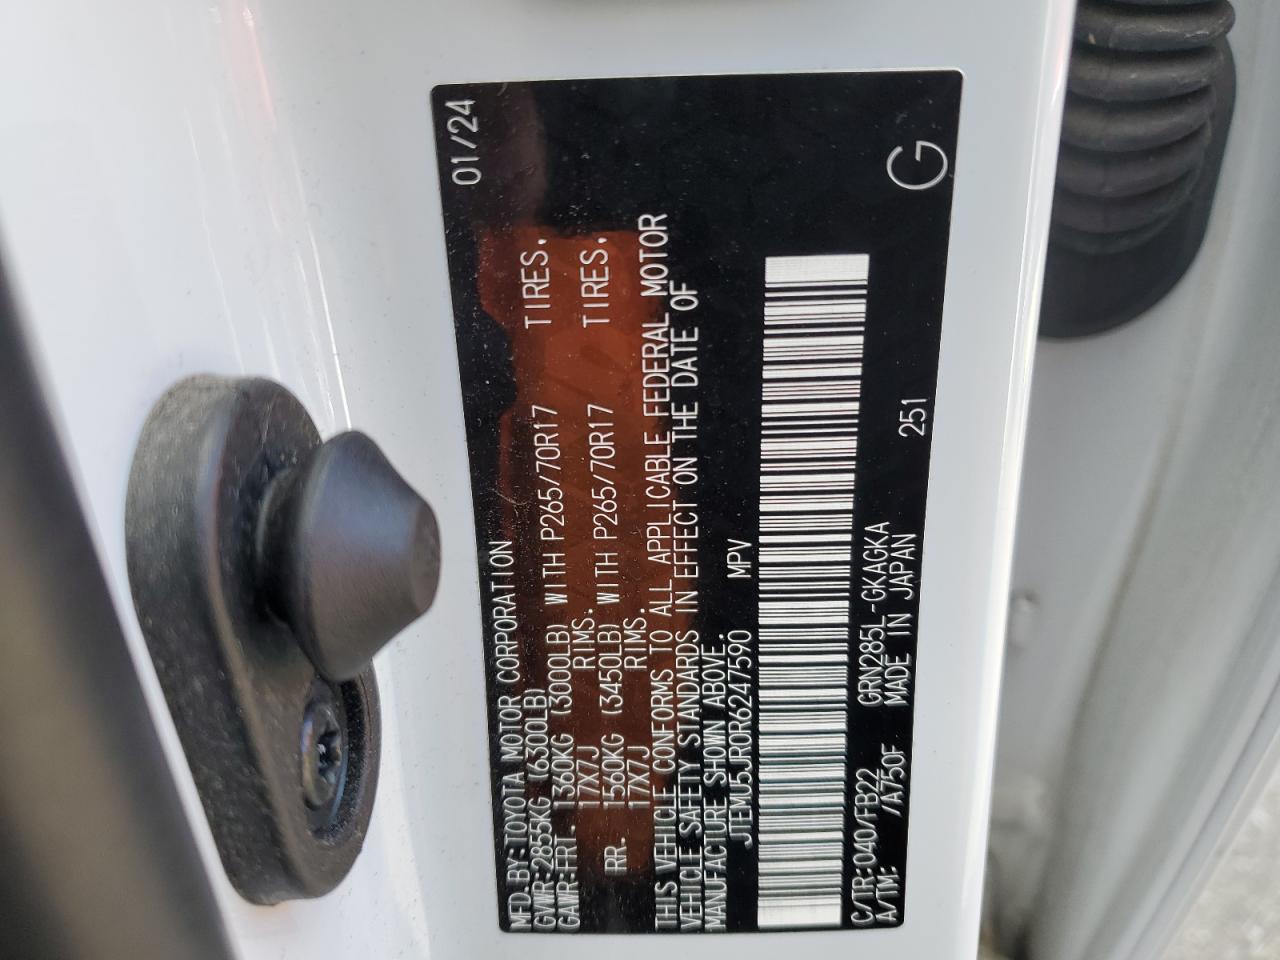 MFD.BY:TOYOTA MOTOR CORPORATION 01/24
GVWR:2855KG (6300LB)
GAWR:FRT. 1360KG (3000LB) WITH P265/70R17 TIRES.
17X7J RIMS.
RR. 1560KG (3450LB) WITH P265/70R17 TIRES.
17X7J RIMS.
THIS VEHICLE CONFORMS TO ALL APPLICABLE FEDERAL MOTOR
VEHICLE SAFETY STANDARDS IN EFFECT ON THE DATE OF
MANUFACTURE SHOWN ABOVE.
JTEMU5JR0R6247590 MPV
C/TR:040/FB22 GRN285L-GKAGKA
A/TM: /A750F MADE IN JAPAN 251 G